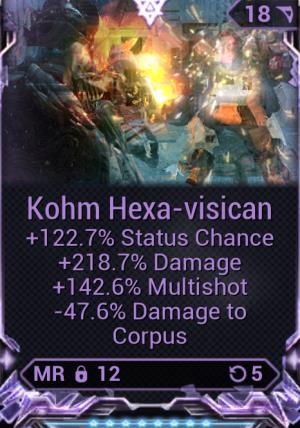 18
Kohm Hexa-visican
+122.7% Status Chance
+218.7% Damage
+142.6% Multishot
-47.6% Damage to
Corpus
MR 12 5